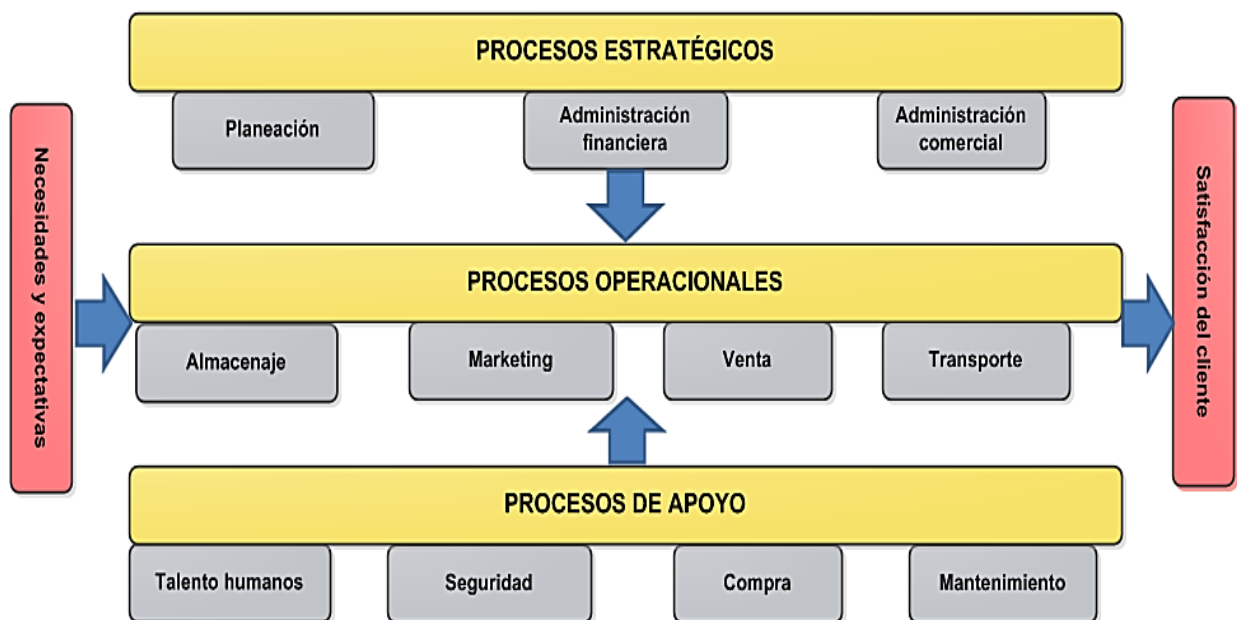 PROCESOS ESTRATÉGICOS
Planeación
Administración
financiera
Administración
comercial
Necesidades y expectativas
PROCESOS OPERACIONALES
Almacenaje
Marketing
Venta
Transporte
Satisfacción del cliente
PROCESOS DE APOYO
Talento humanos
Seguridad
Compra
Mantenimiento